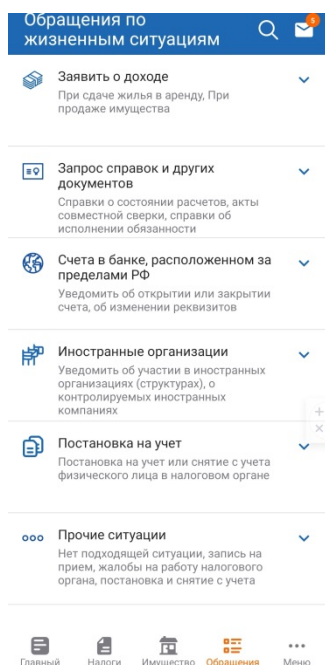 Обращения по
жизненным ситуациям
5
Заявить о доходе
При сдаче жилья в аренду, При
продаже имущества
Запрос справок и других
документов
Справки о состоянии расчетов, акты
совместной сверки, справки об
исполнении обязанности
Счета в банке, расположенном за
пределами РФ
Уведомить об открытии или закрытии
счета, об изменении реквизитов
Иностранные организации
Уведомить об участии в иностранных
организациях (структурах), о
контролируемых иностранных
компаниях
Постановка на учет
Постановка на учет или снятие с учета
физического лица в налоговом органе
Прочие ситуации
Нет подходящей ситуации, запись на
прием, жалобы на работу налогового
органа, постановка и снятие с учета
Главный Налоги Имущество Обращения Меню